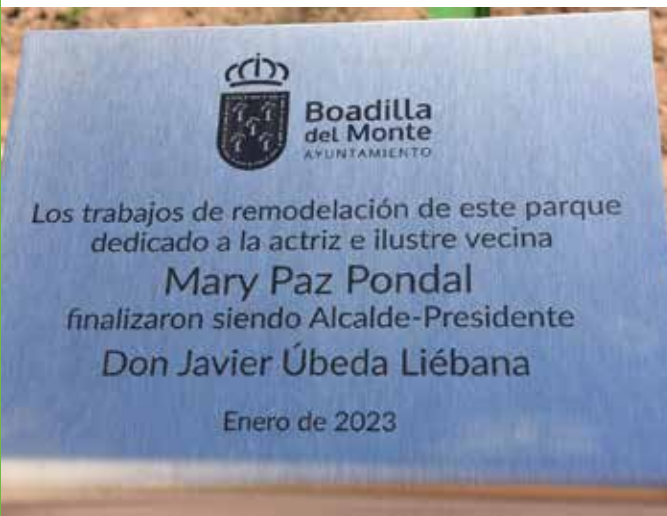 Boadilla
del Monte
AYUNTAMIENTO
Los trabajos de remodelación de este parque
dedicado a la actriz e ilustre vecina
Mary Paz Pondal
finalizaron siendo Alcalde-Presidente
Don Javier Úbeda Liébana
Enero de 2023